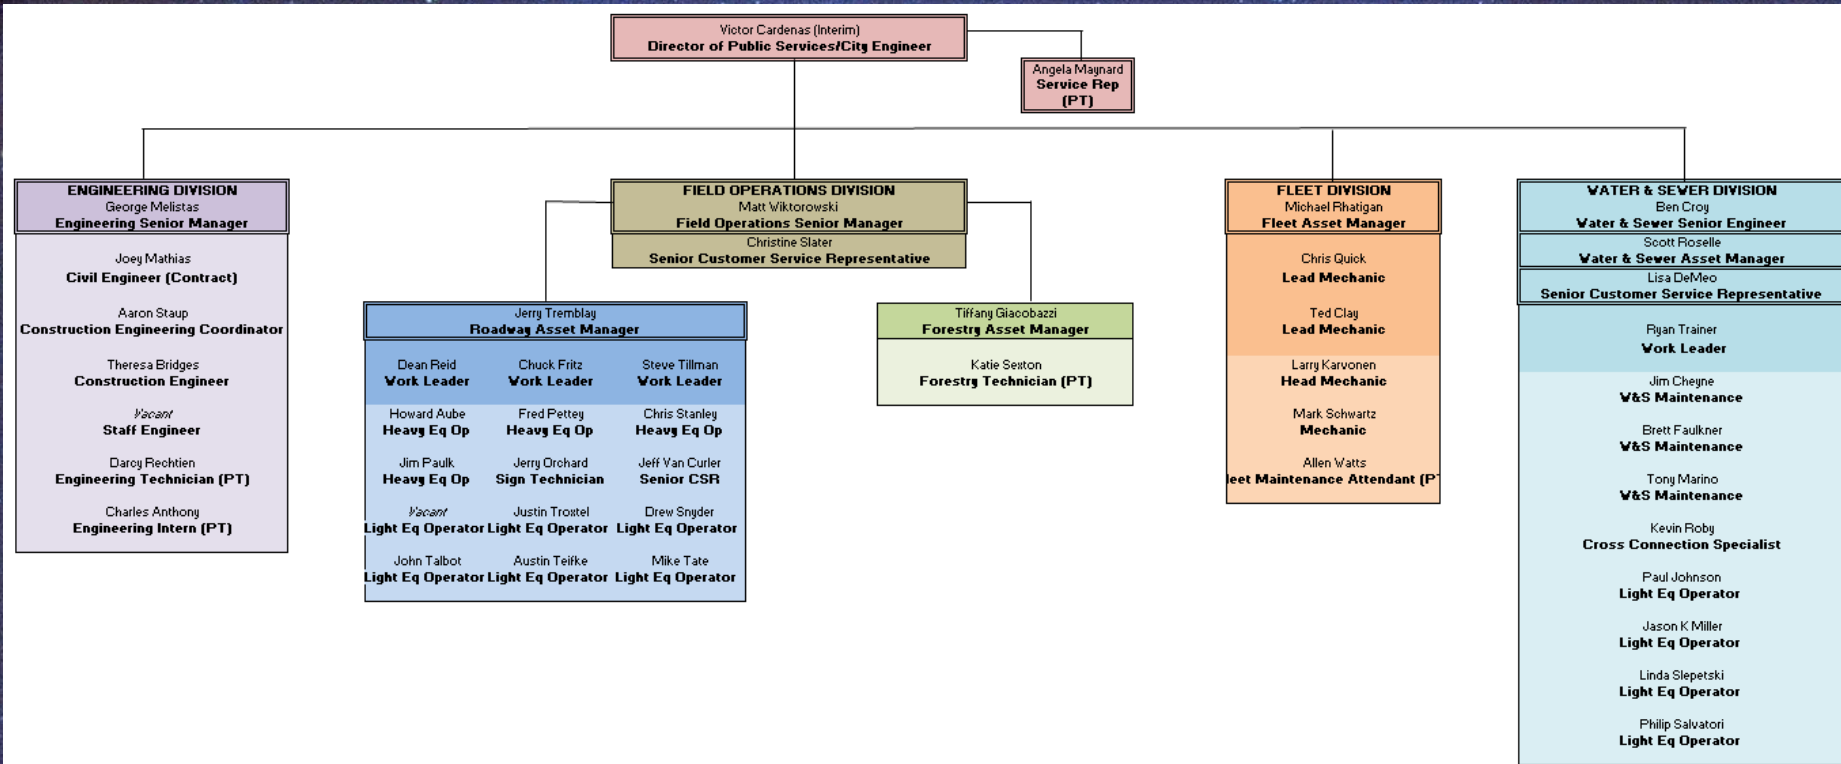 Victor Cardenas (Interim)
Director of Public Services/City Engineer
Angela Maynard
Service Rep
(PT)
ENGINEERING DIVISION
George Melistas
Engineering Senior Manager
Joey Mathias
Civil Engineer (Contract)
Aaron Staup
Construction Engineering Coordinator
Theresa Bridges
Construction Engineer
Vacant
Staff Engineer
Darcy Rechtien
Engineering Technician (PT)
Charles Anthony
Engineering Intern (PT)
FIELD OPERATIONS DIVISION
Matt Wiktorowski
Field Operations Senior Manager
Christine Slater
Senior Customer Service Representative
Jerry Tremblay
Roadway Asset Manager
Dean Reid Chuck Fritz Steve Tillman
Work Leader Work Leader Work Leader
Howard Aube Fred Pettey Chris Stanley
Heavy Eq Op Heavy Eq Op Heavy Eq Op
Jim Paulk Jerry Orchard Jeff Van Curler
Heavy Eq Op Sign Technician Senior CSR
Vacant Justin Troxtel Drew Snyder
Light Eq Operator Light Eq Operator Light Eq Operator
John Talbot Austin Teifke Mike Tate
Light Eq Operator Light Eq Operator Light Eq Operator
Tiffany Giacobazzi
Forestry Asset Manager
Katie Sexton
Forestry Technician (PT)
FLEET DIVISION
Michael Rhatigan
Fleet Asset Manager
Chris Quick
Lead Mechanic
Ted Clay
Lead Mechanic
Larry Karvonen
Head Mechanic
Mark Schwartz
Mechanic
Allen Watts
leet Maintenance Attendant (P
WATER & SEWER DIVISION
Ben Croy
Water & Sewer Senior Engineer
Scott Roselle
Water & Sewer Asset Manager
Lisa DeMeo
Senior Customer Service Representative
Ryan Trainer
Work Leader
Jim Cheyne
W&S Maintenance
Brett Faulkner
W&S Maintenance
Tony Marino
W&S Maintenance
Kevin Roby
Cross Connection Specialist
Paul Johnson
Light Eq Operator
Jason K Miller
Light Eq Operator
Linda Slepetski
Light Eq Operator
Philip Salvatori
Light Eq Operator